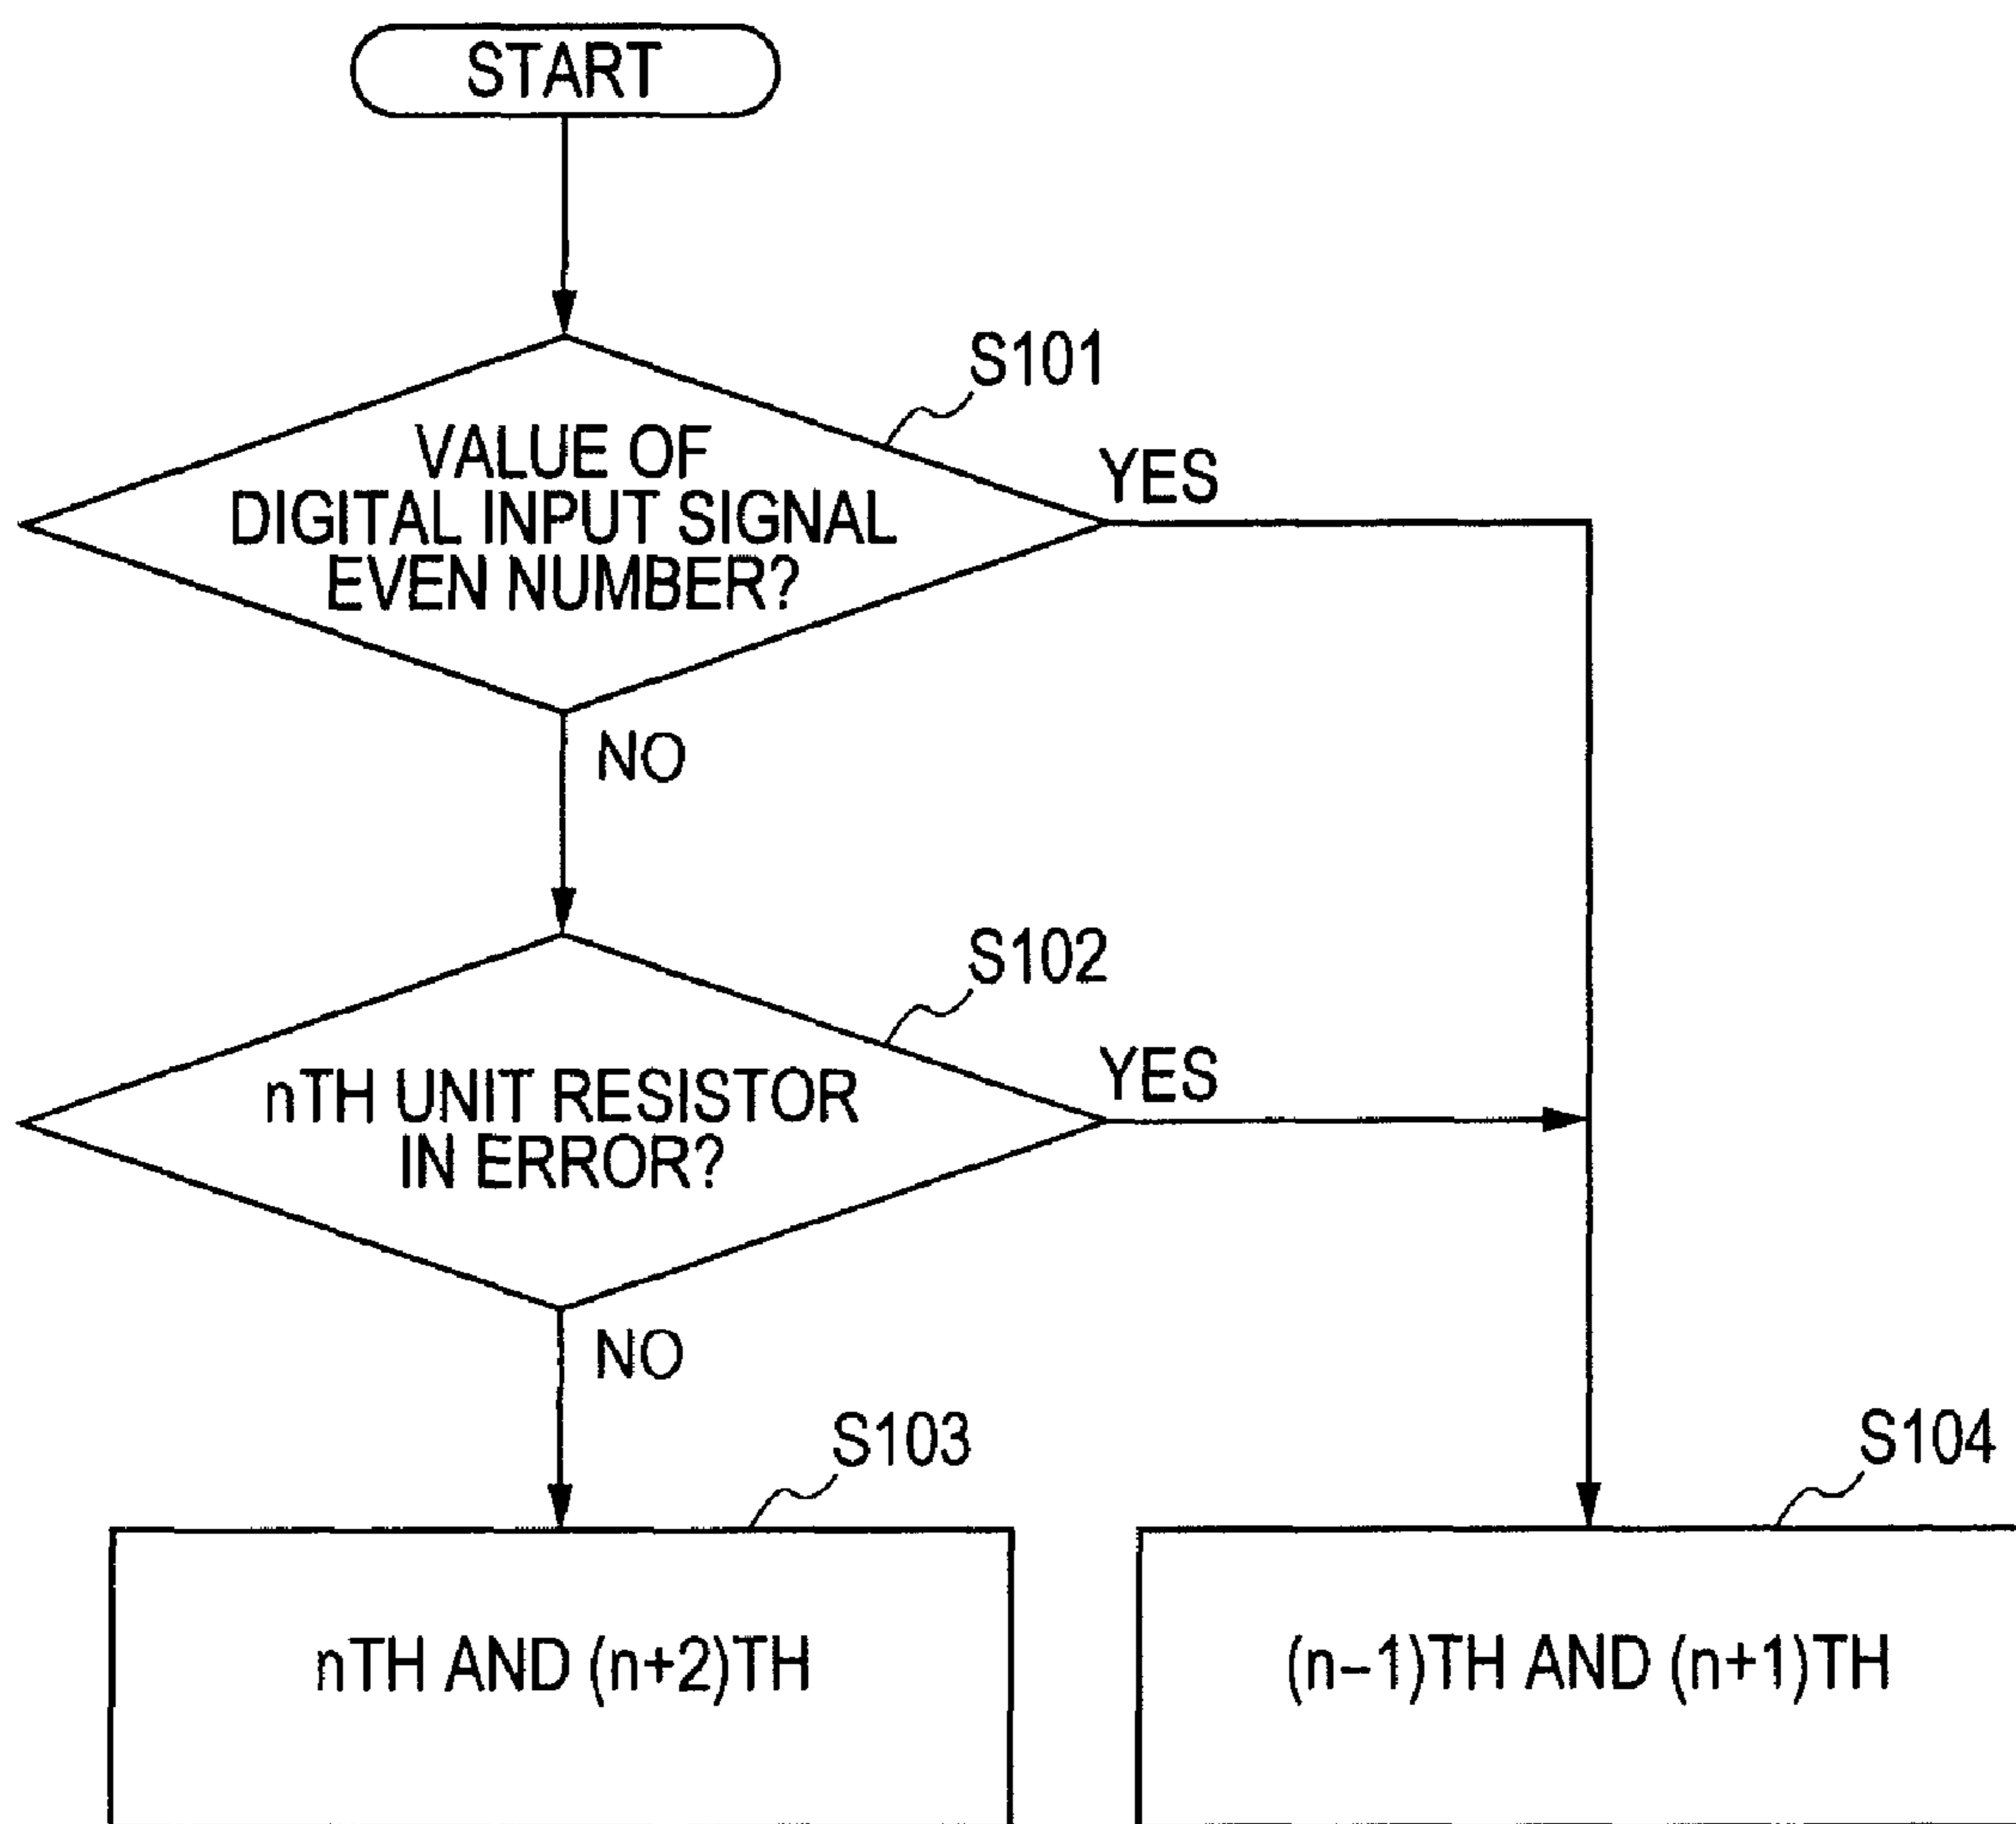 START
S101
VALUE OF
DIGITAL INPUT SIGNAL
EVEN NUMBER?
YES
NO
S102
nTH UNIT RESISTOR
IN ERROR?
YES
NO
S103
nTH AND (n+2)TH
S104
(n−1)TH AND (n+1)TH